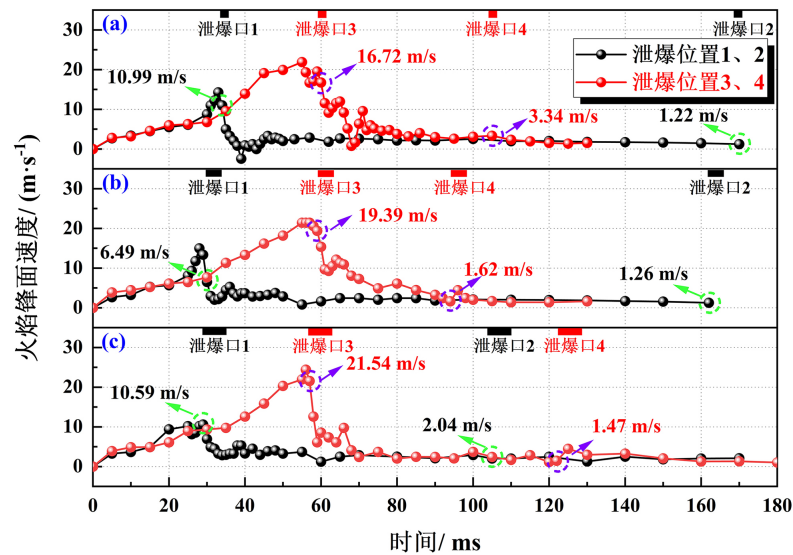 (a)
泄爆口1
泄爆口3
泄爆口4
泄爆口2
泄爆位置1、2
泄爆位置3、4
10.99 m/s
16.72 m/s
3.34 m/s
1.22 m/s
30
20
10
0
(b)
泄爆口1
泄爆口3
泄爆口4
泄爆口2
6.49 m/s
19.39 m/s
1.62 m/s
1.26 m/s
30
20
10
0
(c)
泄爆口1
泄爆口3
泄爆口2
泄爆口4
10.59 m/s
21.54 m/s
2.04 m/s
1.47 m/s
30
20
10
0
火焰锋面速度/ (m·s⁻¹)
0 20 40 60 80 100 120 140 160 180
时间/ ms